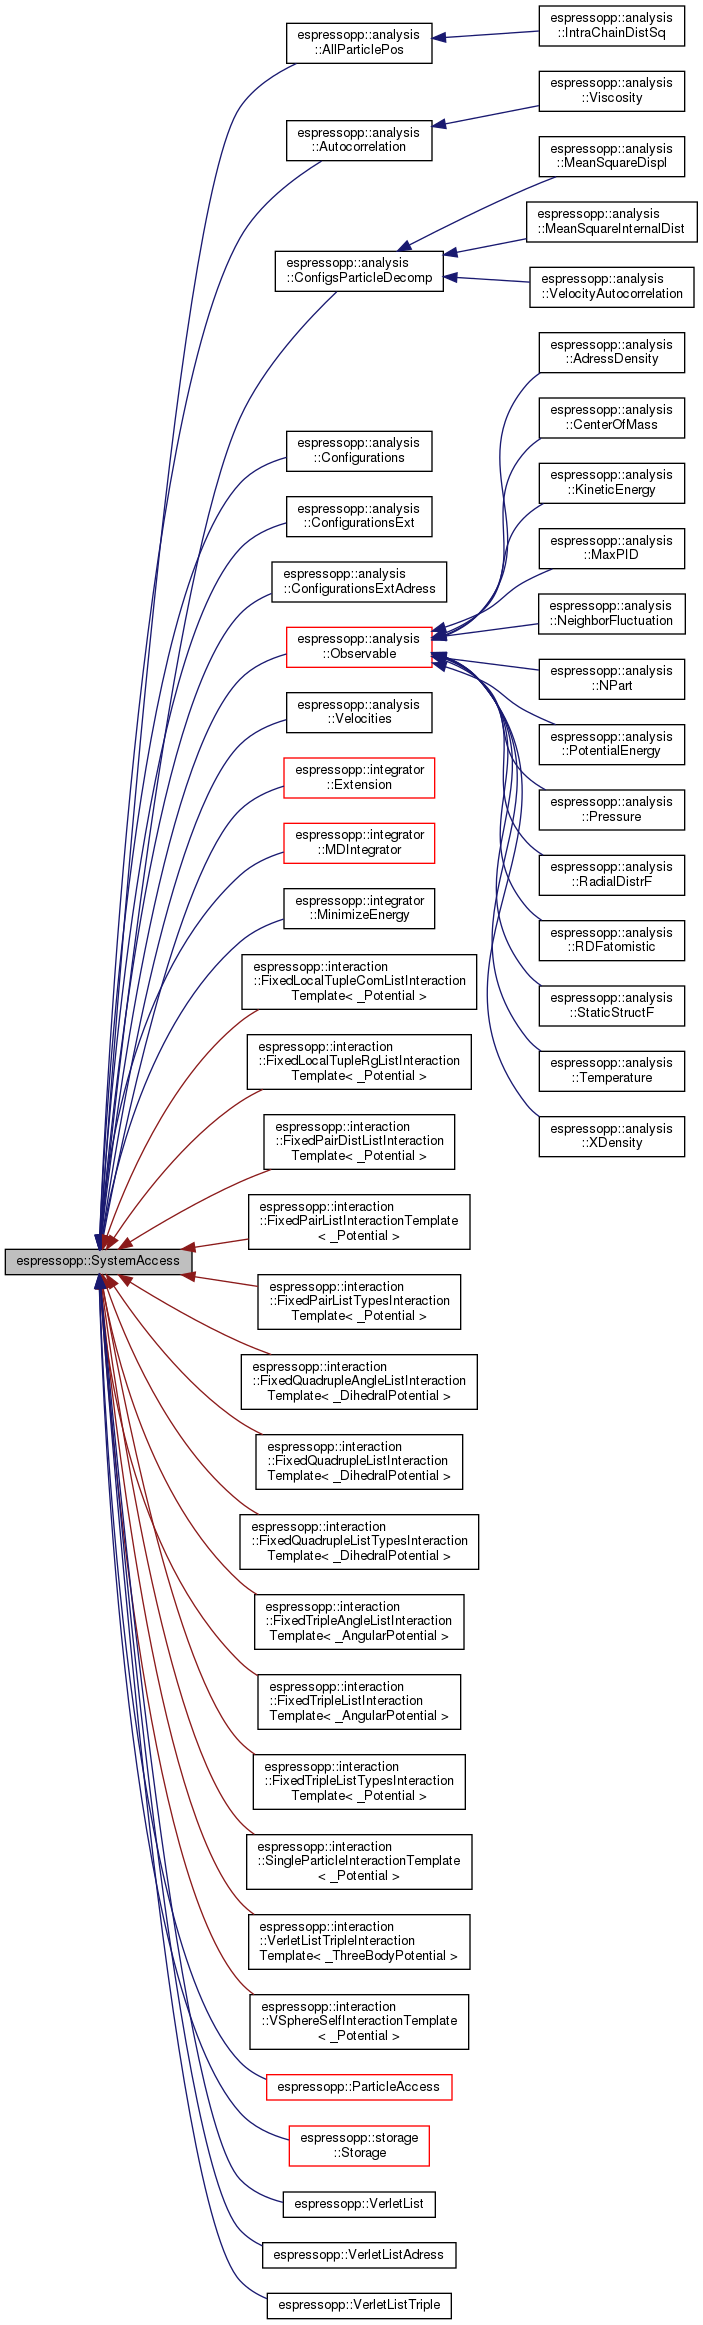 espressopp::analysis
::AllParticlePos
espressopp::analysis
::IntraChainDistSq
espressopp::analysis
::Autocorrelation
espressopp::analysis
::Viscosity
espressopp::analysis
::ConfigsParticleDecomp
espressopp::analysis
::MeanSquareDispl
espressopp::analysis
::MeanSquareInternalDist
espressopp::analysis
::VelocityAutocorrelation
espressopp::analysis
::Configurations
espressopp::analysis
::ConfigurationsExt
espressopp::analysis
::ConfigurationsExtAdress
espressopp::analysis
::Observable
espressopp::analysis
::AdressDensity
espressopp::analysis
::CenterOfMass
espressopp::analysis
::KineticEnergy
espressopp::analysis
::MaxPID
espressopp::analysis
::NeighborFluctuation
espressopp::analysis
::NPart
espressopp::analysis
::PotentialEnergy
espressopp::analysis
::Pressure
espressopp::analysis
::RadialDistrF
espressopp::analysis
::RDFatomistic
espressopp::analysis
::StaticStructF
espressopp::analysis
::Temperature
espressopp::analysis
::XDensity
espressopp::analysis
::Velocities
espressopp::integrator
::Extension
espressopp::integrator
::MDIntegrator
espressopp::integrator
::MinimizeEnergy
espressopp::interaction
::FixedLocalTupleComListInteraction
Template< _Potential >
espressopp::interaction
::FixedLocalTupleRgListInteraction
Template< _Potential >
espressopp::interaction
::FixedPairDistListInteraction
Template< _Potential >
espressopp::interaction
::FixedPairListInteractionTemplate
< _Potential >
espressopp::SystemAccess
espressopp::interaction
::FixedPairListTypesInteraction
Template< _Potential >
espressopp::interaction
::FixedQuadrupleAngleListInteraction
Template< _DihedralPotential >
espressopp::interaction
::FixedQuadrupleListInteraction
Template< _DihedralPotential >
espressopp::interaction
::FixedQuadrupleListTypesInteraction
Template< _DihedralPotential >
espressopp::interaction
::FixedTripleAngleListInteraction
Template< _AngularPotential >
espressopp::interaction
::FixedTripleListInteraction
Template< _AngularPotential >
espressopp::interaction
::FixedTripleListTypesInteraction
Template< _Potential >
espressopp::interaction
::SingleParticleInteractionTemplate
< _Potential >
espressopp::interaction
::VerletListTripleInteraction
Template< _ThreeBodyPotential >
espressopp::interaction
::VSphereSelfInteractionTemplate
< _Potential >
espressopp::ParticleAccess
espressopp::storage
::Storage
espressopp::VerletList
espressopp::VerletListAdress
espressopp::VerletListTriple